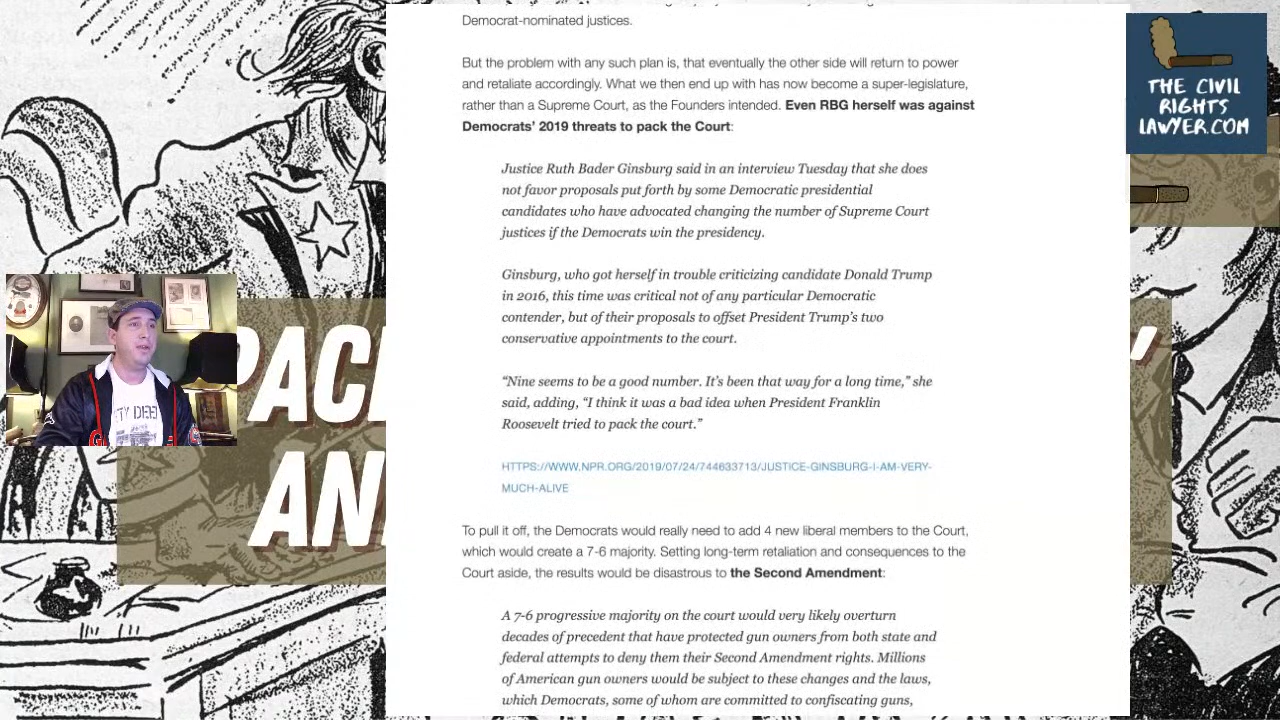 Democrat-nominated justices.
But the problem with any such plan is, that eventually the other side will return to power
and retaliate accordingly. What we then end up with has now become a super-legislature,
rather than a Supreme Court, as the Founders intended. Even RBG herself was against
Democrats’ 2019 threats to pack the Court:
Justice Ruth Bader Ginsburg said in an interview Tuesday that she does
not favor proposals put forth by some Democratic presidential
candidates who have advocated changing the number of Supreme Court
justices if the Democrats win the presidency.
Ginsburg, who got herself in trouble criticizing candidate Donald Trump
in 2016, this time was critical not of any particular Democratic
contender, but of their proposals to offset President Trump’s two
conservative appointments to the court.
“Nine seems to be a good number. It’s been that way for a long time,” she
said, adding, “I think it was a bad idea when President Franklin
Roosevelt tried to pack the court.”
HTTPS://WWW.NPR.ORG/2019/07/24/744633713/JUSTICE-GINSBURG-I-AM-VERY-
MUCH-ALIVE
To pull it off, the Democrats would really need to add 4 new liberal members to the Court,
which would create a 7-6 majority. Setting long-term retaliation and consequences to the
Court aside, the results would be disastrous to the Second Amendment:
A 7-6 progressive majority on the court would very likely overturn
decades of precedent that have protected gun owners from both state and
federal attempts to deny them their Second Amendment rights. Millions
of American gun owners would be subject to these changes and the laws,
which Democrats, some of whom are committed to confiscating guns,
THE CIVIL
RIGHTS
LAWYER.COM
PAC
AN